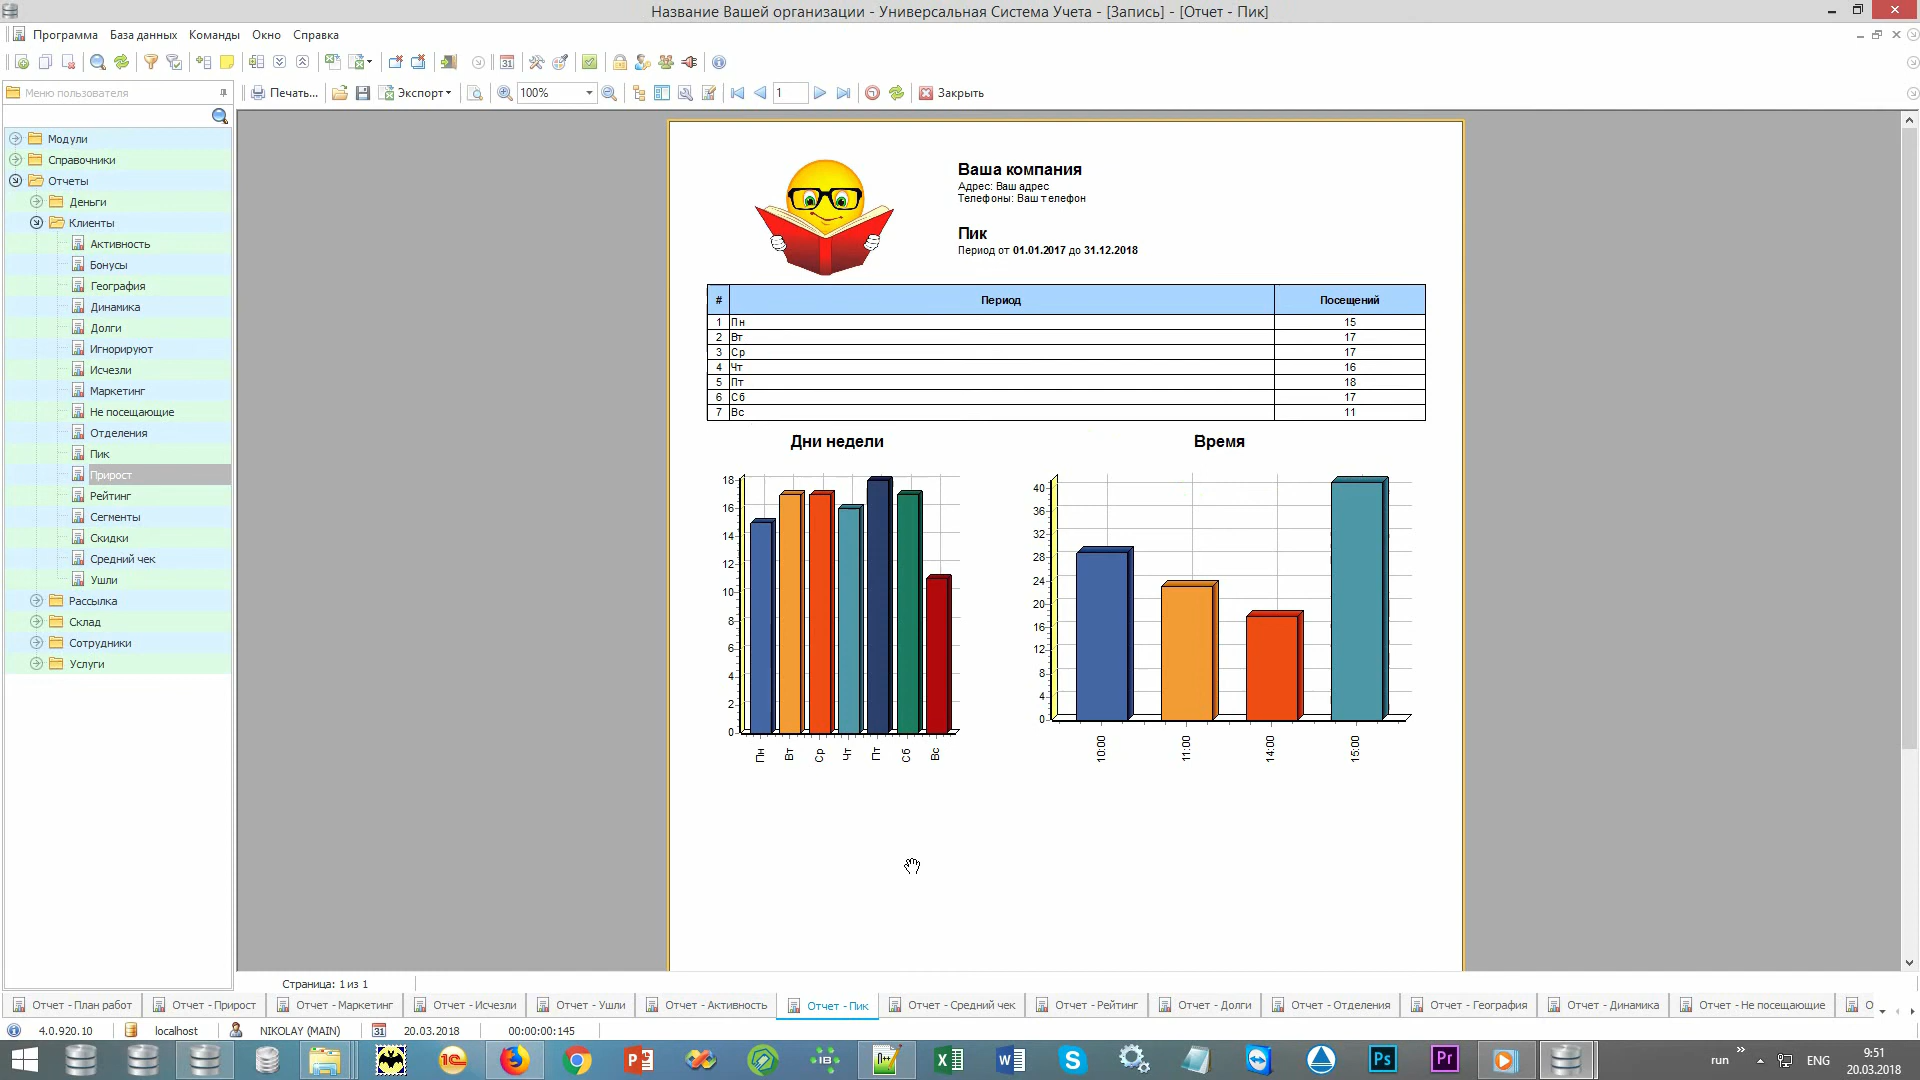 Название Вашей организации - Универсальная Система Учета - [Запись] - [Отчет - Пик]
Программа База данных Команды Окно Справка
Меню пользователя
Печать... Экспорт 100% 1 Закрыть
Модули
Справочники
Отчеты
Деньги
Клиенты
Активность
Бонусы
География
Динамика
Долги
Игнорируют
Исчезли
Маркетинг
Не посещающие
Отделения
Пик
Прирост
Рейтинг
Сегменты
Скидки
Средний чек
Ушли
Рассылка
Склад
Сотрудники
Услуги
Ваша компания
Адрес: Ваш адрес
Телефоны: Ваш телефон
Пик
Период от 01.01.2017 до 31.12.2018
# Период Посещений
1 Пн 15
2 Вт 17
3 Ср 17
4 Чт 16
5 Пт 18
6 Сб 17
7 Вс 11
Дни недели
18
16
14
12
10
8
6
4
2
0
Пн Вт Ср Чт Пт Сб Вс
Время
40
36
32
28
24
20
16
12
8
4
0
10:00 11:00 14:00 15:00
Страница: 1 из 1
Отчет - План работ Отчет - Прирост Отчет - Маркетинг Отчет - Исчезли Отчет - Ушли Отчет - Активность Отчет - Пик Отчет - Средний чек Отчет - Рейтинг Отчет - Долги Отчет - Отделения Отчет - География Отчет - Динамика Отчет - Не посещающие О
4.0.920.10 localhost NIKOLAY (MAIN) 31 20.03.2018 00:00:00:145
run ENG 9:51
20.03.2018